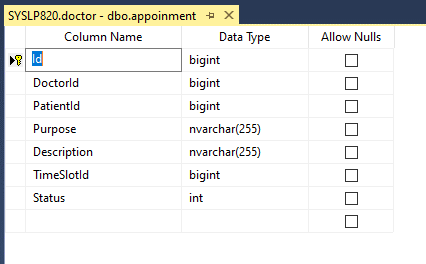 SYSLP820.doctor - dbo.appoinment
Column Name Data Type Allow Nulls
Id bigint
DoctorId bigint
PatientId bigint
Purpose nvarchar(255)
Description nvarchar(255)
TimeSlotId bigint
Status int